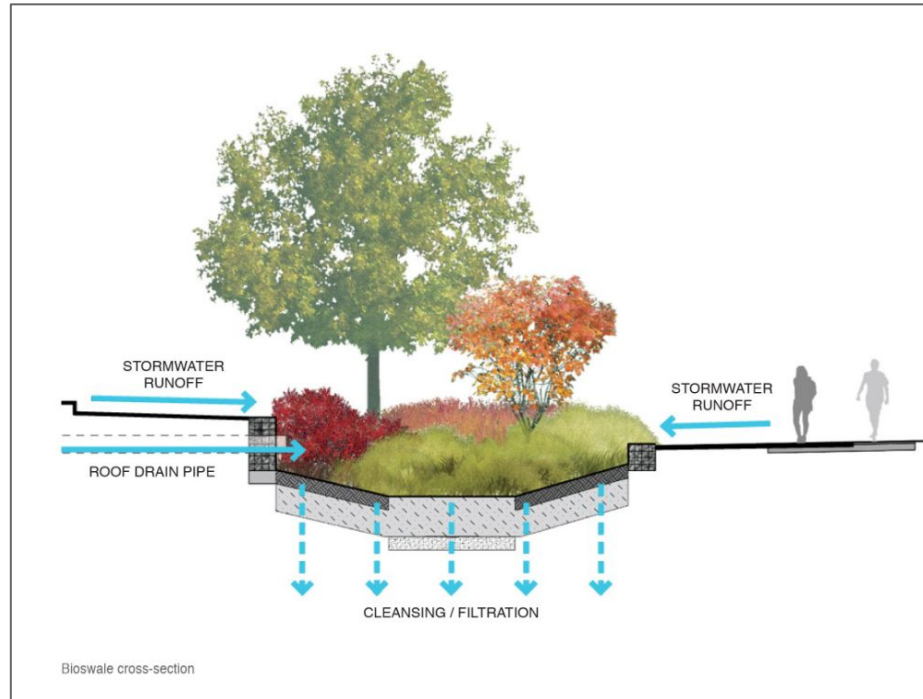 STORMWATER
RUNOFF
STORMWATER
RUNOFF
ROOF DRAIN PIPE
CLEANSING / FILTRATION
Bioswale cross-section